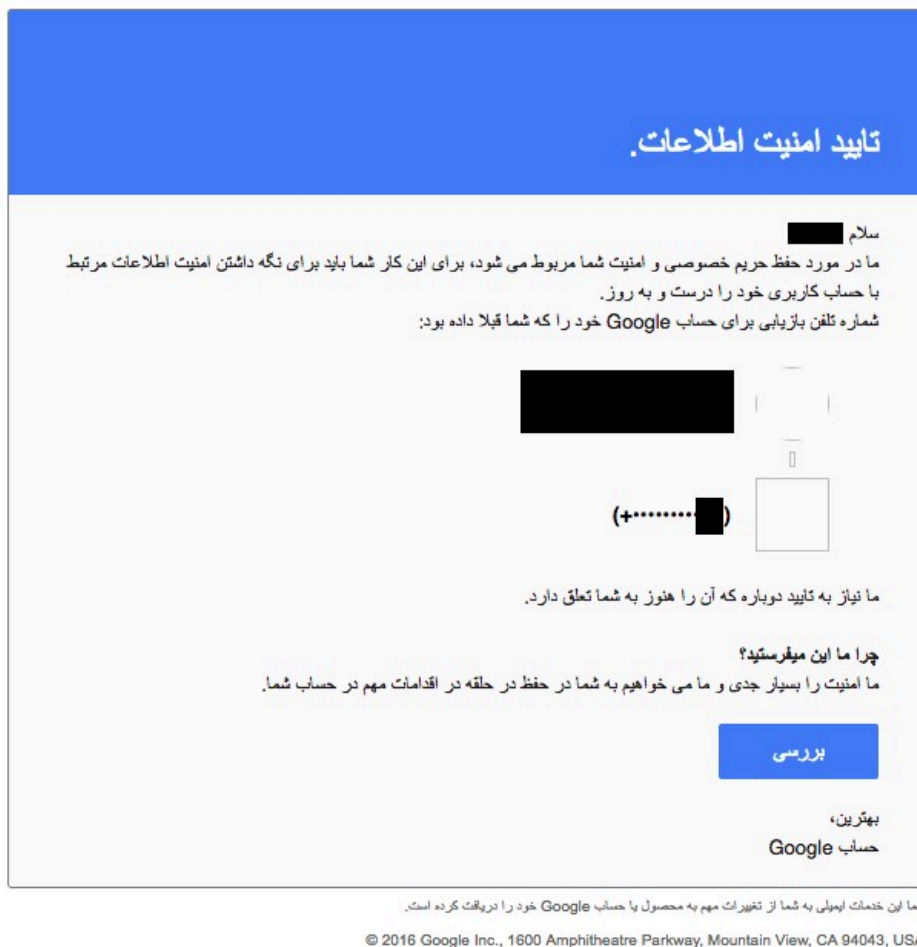 تایید امنیت اطلاعات.
سلام
ما در مورد حفظ حریم خصوصی و امنیت شما مربوط می شود، برای این کار شما باید برای نگه داشتن امنیت اطلاعات مرتبط
با حساب کاربری خود را درست و به روز.
شماره تلفن بازیابی برای حساب Google خود را که شما قبلا داده بود:
(+••••••••• )
ما نیاز به تایید دوباره که آن را هنوز به شما تعلق دارد.
چرا ما این میفرستید؟
ما امنیت را بسیار جدی و ما می خواهیم به شما در حفظ در حلقه در اقدامات مهم در حساب شما.
بررسی
بهترین،
حساب Google
ما این خدمات ایمیلی به شما از تغییرات مهم به محصول یا حساب Google خود را دریافت کرده است.
© 2016 Google Inc., 1600 Amphitheatre Parkway, Mountain View, CA 94043, USA